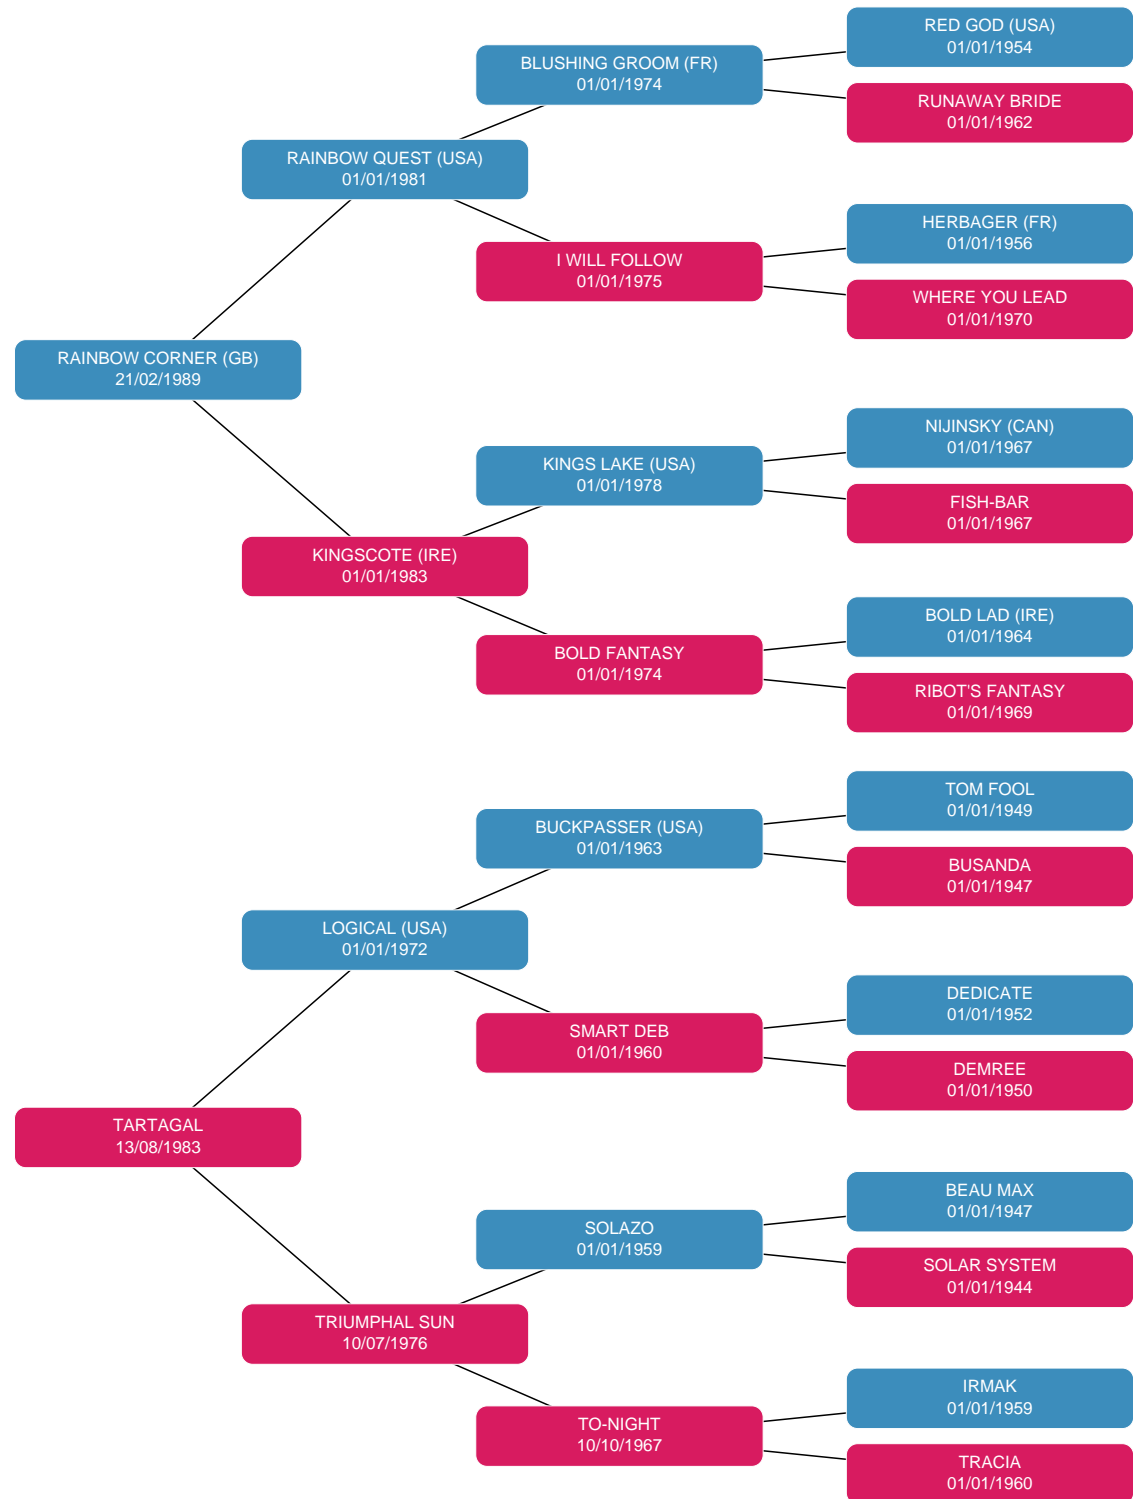 RED GOD (USA)
01/01/1954
BLUSHING GROOM (FR)
01/01/1974
RUNAWAY BRIDE
01/01/1962
RAINBOW QUEST (USA)
01/01/1981
HERBAGER (FR)
01/01/1956
I WILL FOLLOW
01/01/1975
WHERE YOU LEAD
01/01/1970
RAINBOW CORNER (GB)
21/02/1989
NIJINSKY (CAN)
01/01/1967
KINGS LAKE (USA)
01/01/1978
FISH-BAR
01/01/1967
KINGSCOTE (IRE)
01/01/1983
BOLD LAD (IRE)
01/01/1964
BOLD FANTASY
01/01/1974
RIBOT'S FANTASY
01/01/1969
TOM FOOL
01/01/1949
BUCKPASSER (USA)
01/01/1963
BUSANDA
01/01/1947
LOGICAL (USA)
01/01/1972
DEDICATE
01/01/1952
SMART DEB
01/01/1960
DEMREE
01/01/1950
TARTAGAL
13/08/1983
BEAU MAX
01/01/1947
SOLAZO
01/01/1959
SOLAR SYSTEM
01/01/1944
TRIUMPHAL SUN
10/07/1976
IRMAK
01/01/1959
TO-NIGHT
10/10/1967
TRACIA
01/01/1960